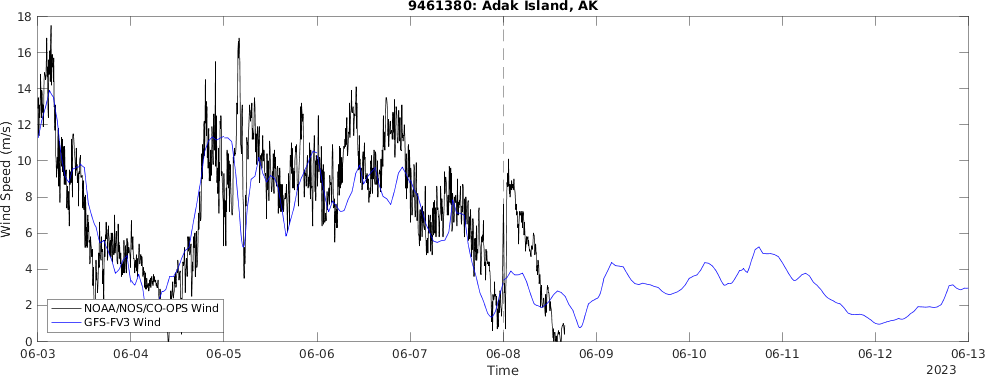 9461380: Adak Island, AK
18
16
14
12
10
8
6
4
2
0
Wind Speed (m/s)
NOAA/NOS/CO-OPS Wind
GFS-FV3 Wind
06-03 06-04 06-05 06-06 06-07 06-08 06-09 06-10 06-11 06-12 06-13
Time
2023